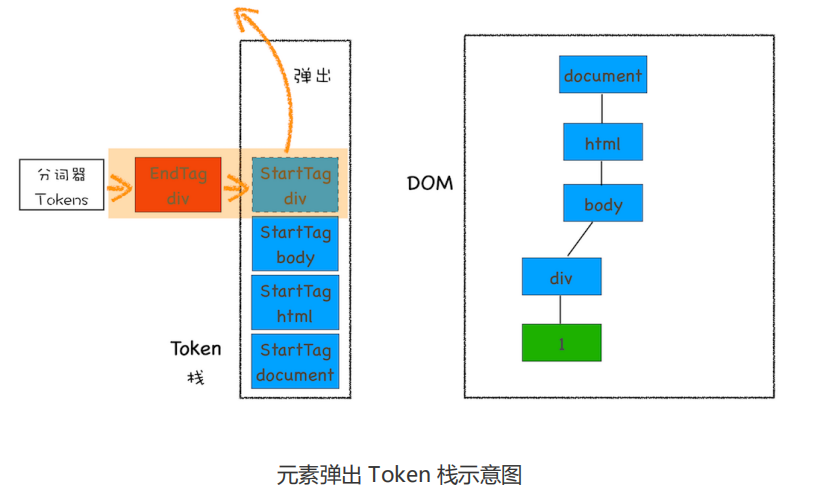 弹出
分词器
Tokens
EndTag
div
StartTag
div
StartTag
body
StartTag
html
StartTag
document
Token
栈
DOM
document
html
body
div
1
元素弹出 Token 栈示意图